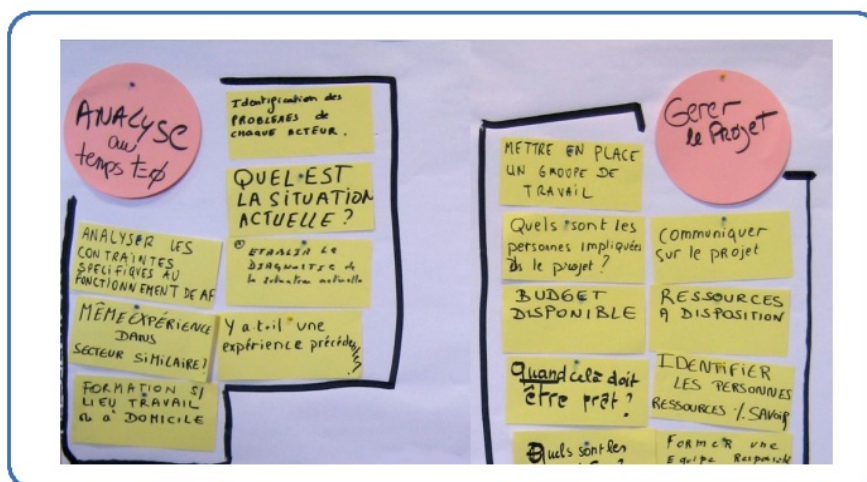 ANALYSE
au
temps t=φ
Identification des
PROBLEMES de
CHAQUE ACTEUR.
QUEL EST
LA SITUATION
ACTUELLE ?
ETABLIR LE
DIAGNOSTIC de
la situation actuelle
ANALYSER LES
CONTRAINTES
SPECIFIQUES AU
FONCTIONNEMENT DE AF
MÊME EXPÉRIENCE
DANS
SECTEUR SIMILAIRE ?
Y a t-il une
expérience
FORMATION S/
LIEU TRAVAIL
ou à DOMICILE
Gerer
le Projet
METTRE EN PLACE
UN GROUPE DE
TRAVAIL
Quels sont les
personnes impliquées
Ds le projet ?
Communiquer
sur le projet
BUDGET
DISPONIBLE
RESSOURCES
A DISPOSITION
Quand celà doit
être prêt ?
IDENTIFIER
LES PERSONNES
RESSOURCES %. SAVOIR
Quels sont les
FORMER une
Equipe